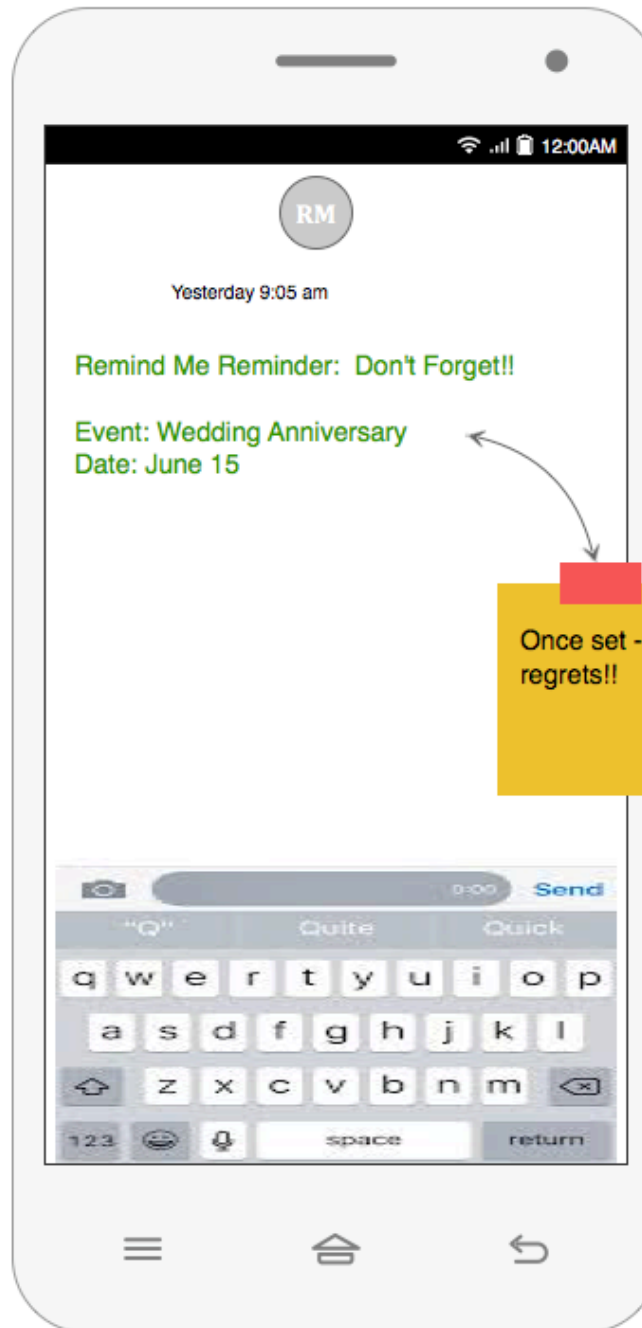 12:00AM
RM
Yesterday 9:05 am
Remind Me Reminder:  Don't Forget!!
Event: Wedding Anniversary
Date: June 15
Once set -
regrets!!
0:00 Send
"Q" Quite Quick
q w e r t y u i o p
a s d f g h j k l
z x c v b n m
123 space return